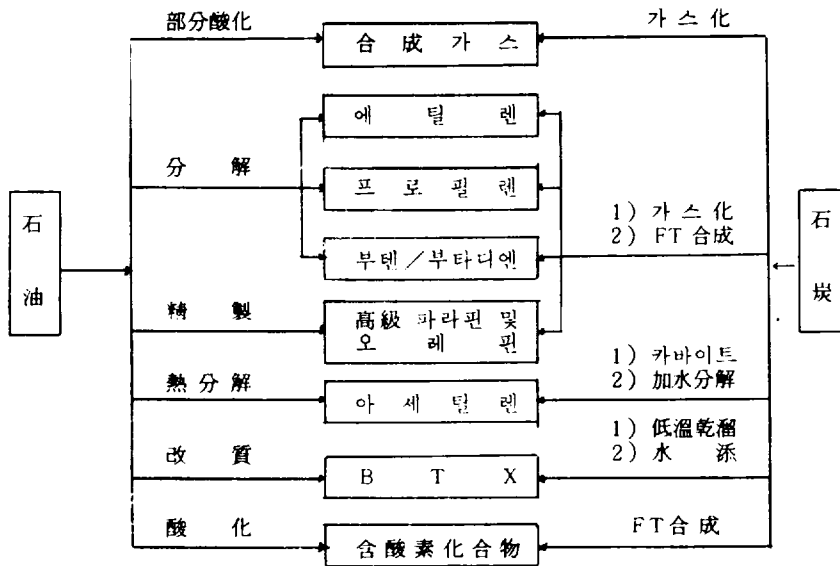 部分酸化
合成가스
가스化
에틸렌
分解
프로필렌
石油
1) 가스化
2) FT合成
石炭
부텐／부타디엔
精製
高級 파라핀 및
오레핀
1) 카바이트
2) 加水分解
熱分解
아세틸렌
1) 低溫乾溜
2) 水添
改質
B T X
酸化
含酸素化合物
FT合成